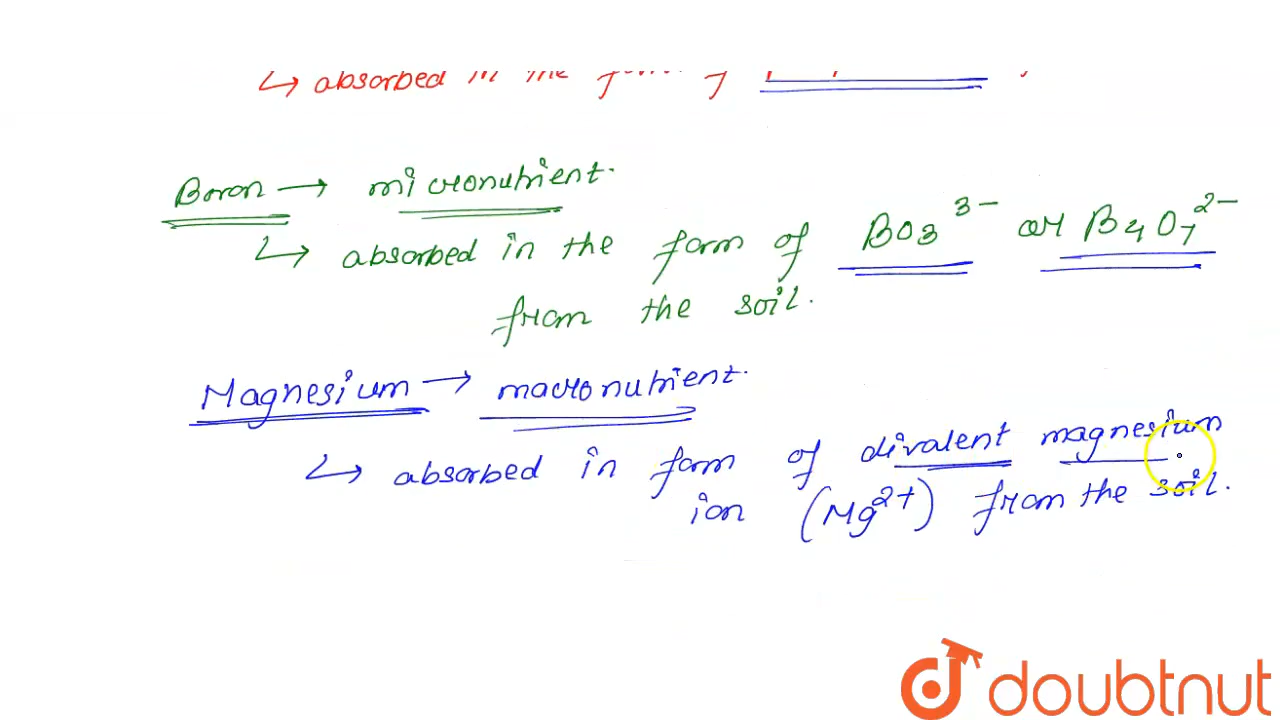 ↳ absorbed in the form of
Boron → micronutrient.
↳ absorbed in the form of BO3 3- or B4O7 2-
from the soil.
Magnesium → macronutrient.
↳ absorbed in form of divalent magnesium
ion (Mg2+) from the soil.
doubtnut